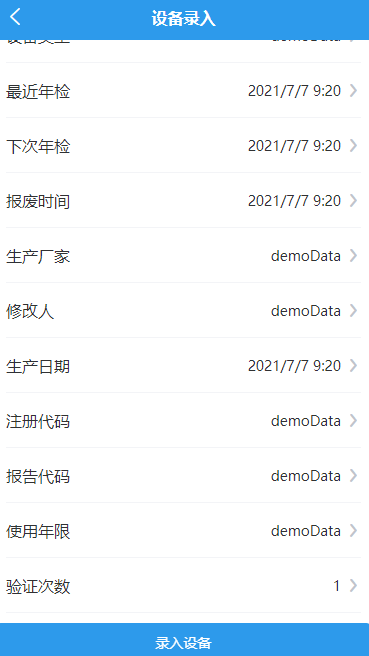 设备录入
demoData
最近年检 2021/7/7 9:20
下次年检 2021/7/7 9:20
报废时间 2021/7/7 9:20
生产厂家 demoData
修改人 demoData
生产日期 2021/7/7 9:20
注册代码 demoData
报告代码 demoData
使用年限 demoData
验证次数 1
录入设备